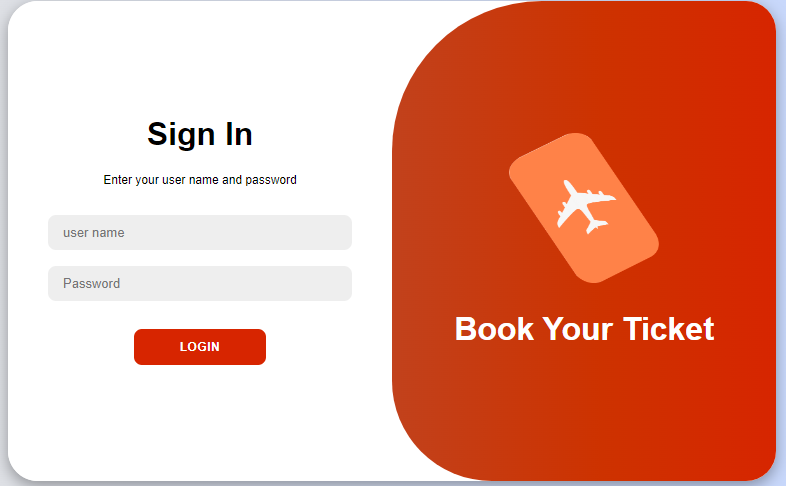 Sign In
Enter your user name and password
user name
Password
LOGIN
Book Your Ticket